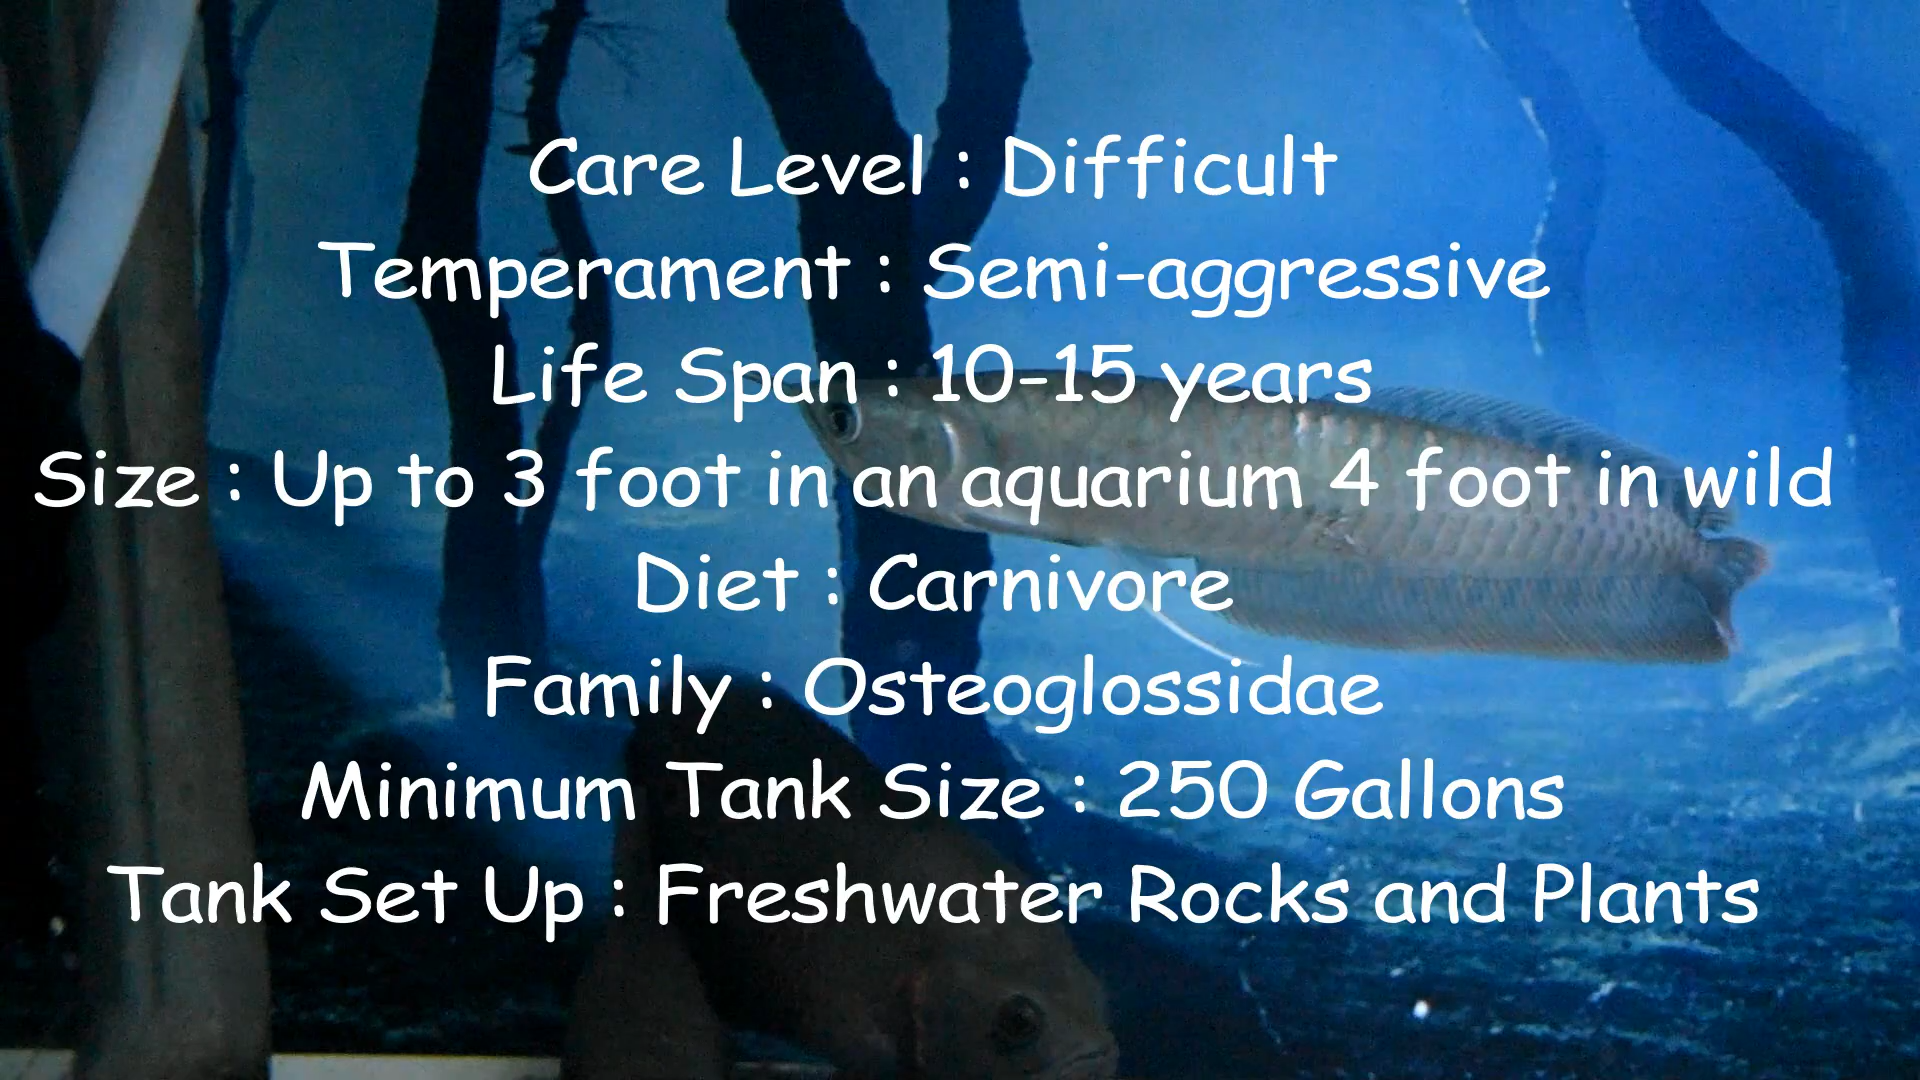 Care Level : Difficult
Temperament : Semi-aggressive
Life Span : 10-15 years
Size : Up to 3 foot in an aquarium 4 foot in wild
Diet : Carnivore
Family : Osteoglossidae
Minimum Tank Size : 250 Gallons
Tank Set Up : Freshwater Rocks and Plants